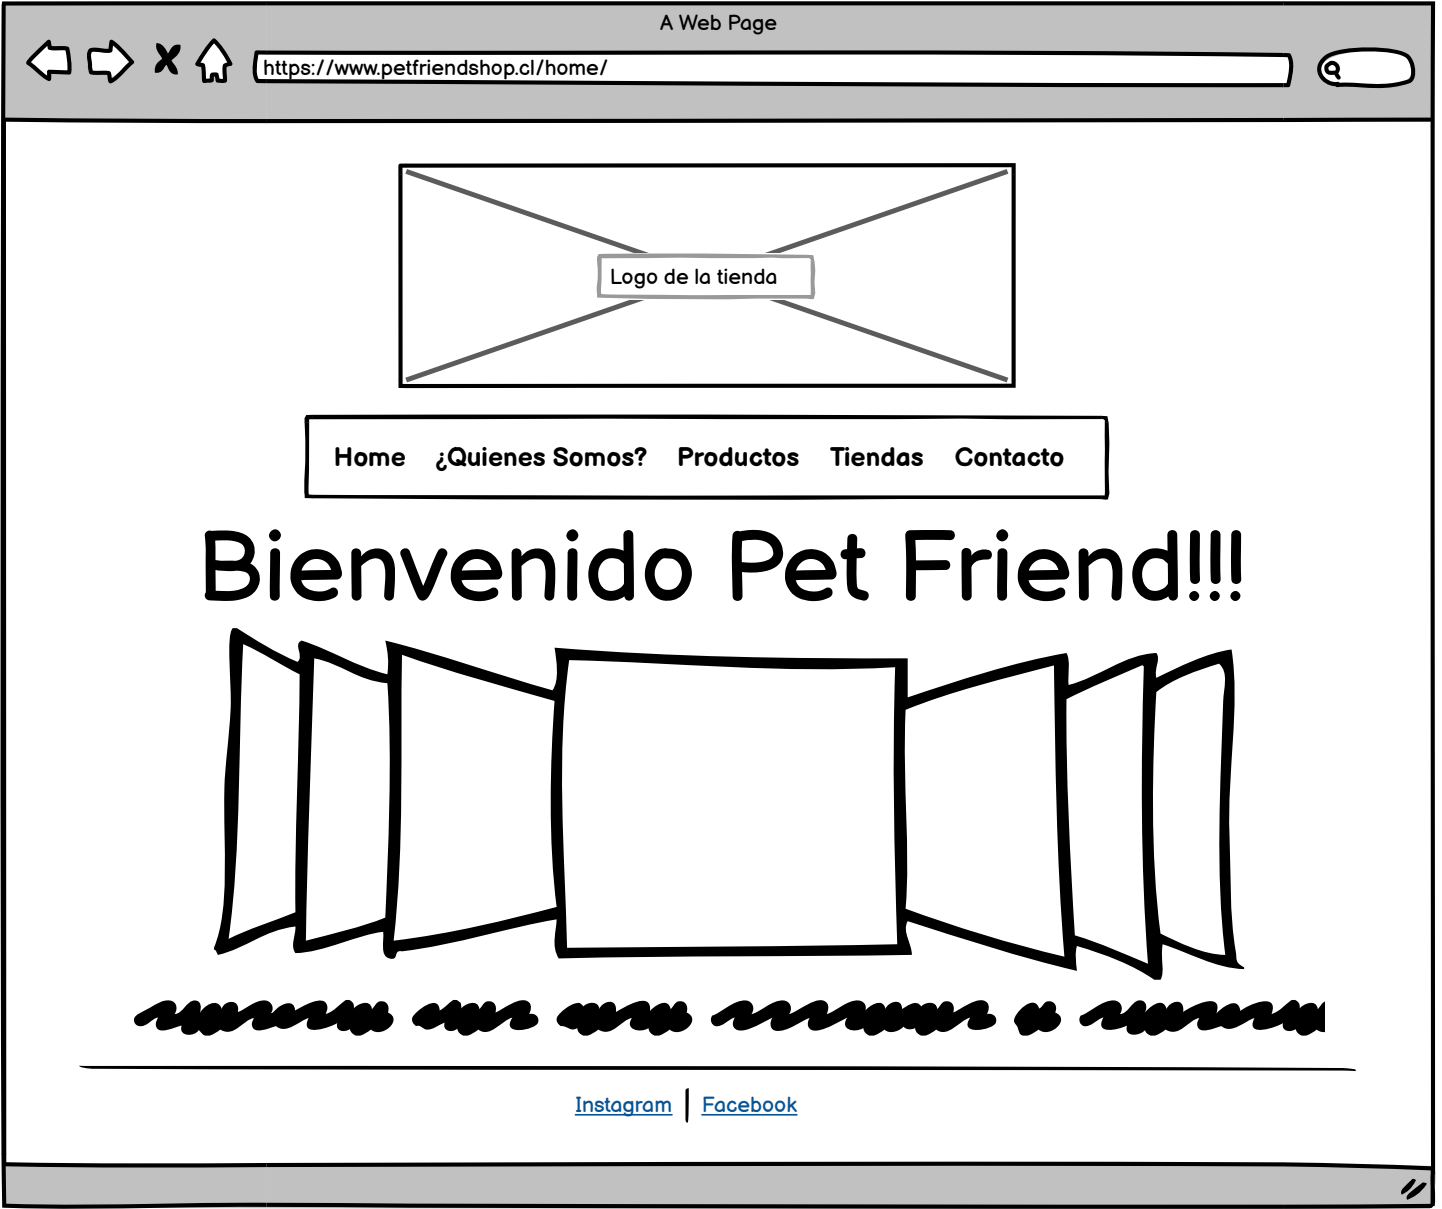 A Web Page
https://www.petfriendshop.cl/home/
Logo de la tienda
Home ¿Quienes Somos? Productos Tiendas Contacto
Bienvenido Pet Friend!!!
Instagram | Facebook